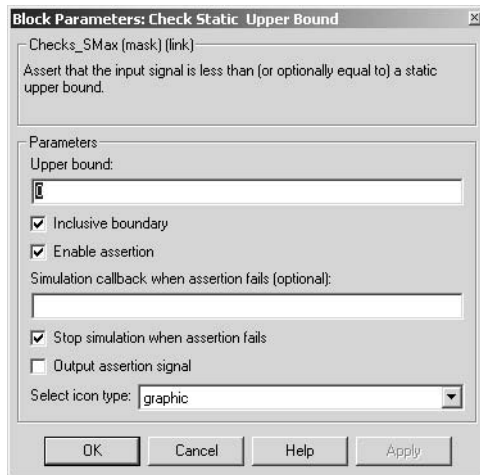 Block Parameters: Check Static Upper Bound
Checks_SMax (mask) (link)
Assert that the input signal is less than (or optionally equal to) a static
upper bound.
Parameters
Upper bound:
0
Inclusive boundary
Enable assertion
Simulation callback when assertion fails (optional):
Stop simulation when assertion fails
Output assertion signal
Select icon type: graphic
OK Cancel Help Apply